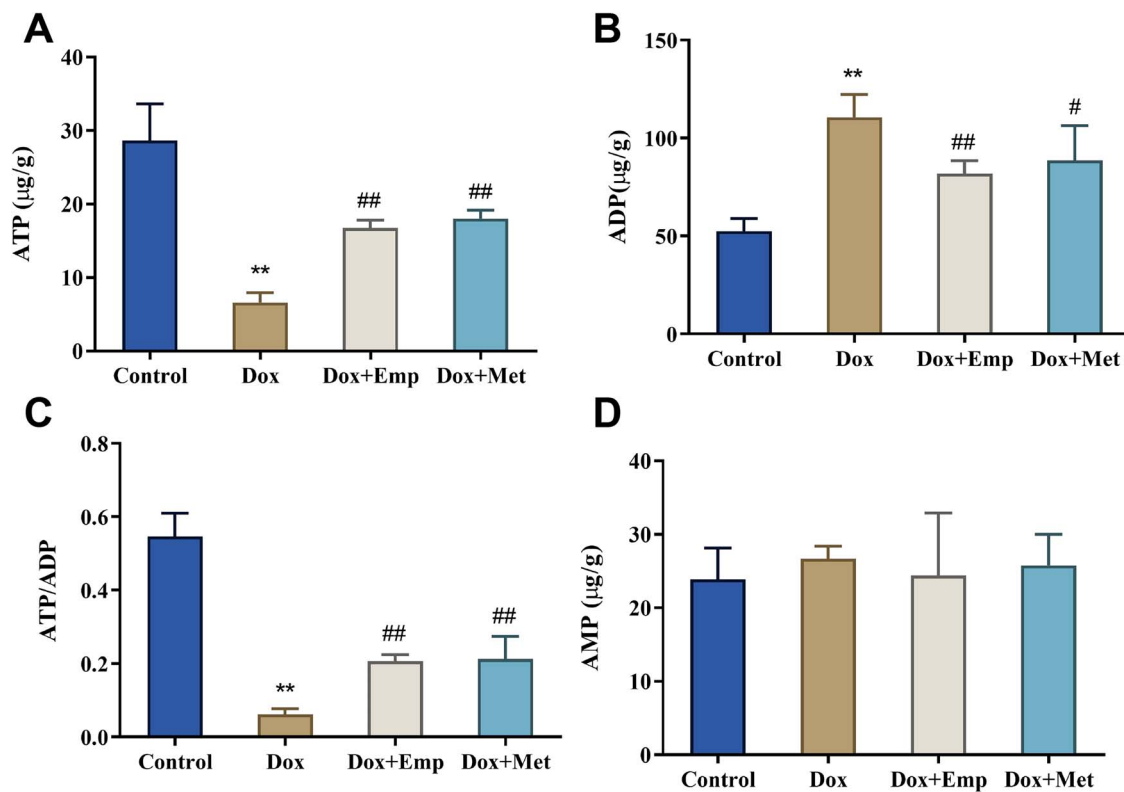 A
ATP (μg/g)
40
30
20
10
0
**
##
##
Control Dox Dox+Emp Dox+Met
B
ADP(μg/g)
150
100
50
0
**
##
#
Control Dox Dox+Emp Dox+Met
C
ATP/ADP
0.8
0.6
0.4
0.2
0.0
**
##
##
Control Dox Dox+Emp Dox+Met
D
AMP (μg/g)
40
30
20
10
0
Control Dox Dox+Emp Dox+Met